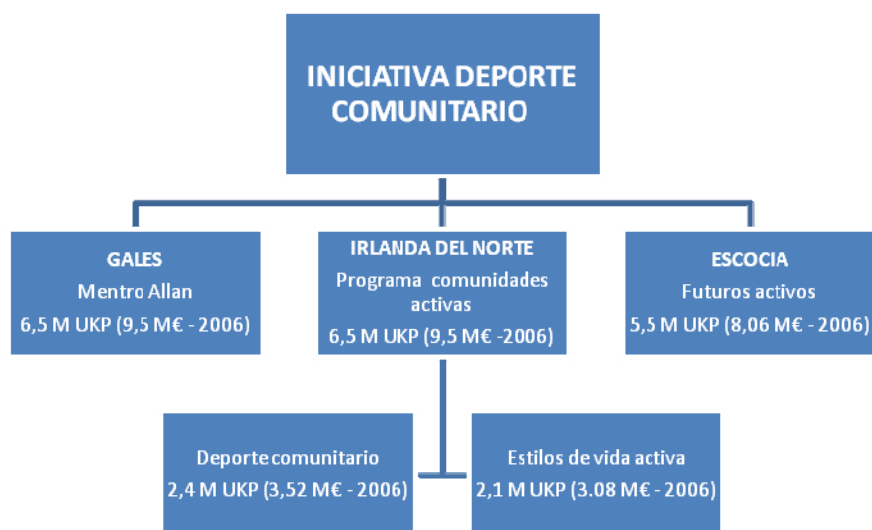 INICIATIVA DEPORTE
COMUNITARIO
GALES
Mentro Allan
6,5 M UKP (9,5 M€ - 2006)
IRLANDA DEL NORTE
Programa comunidades
activas
6,5 M UKP (9,5 M€ -2006)
ESCOCIA
Futuros activos
5,5 M UKP (8,06 M€ - 2006)
Deporte comunitario
2,4 M UKP (3,52 M€ - 2006)
Estilos de vida activa
2,1 M UKP (3.08 M€ - 2006)